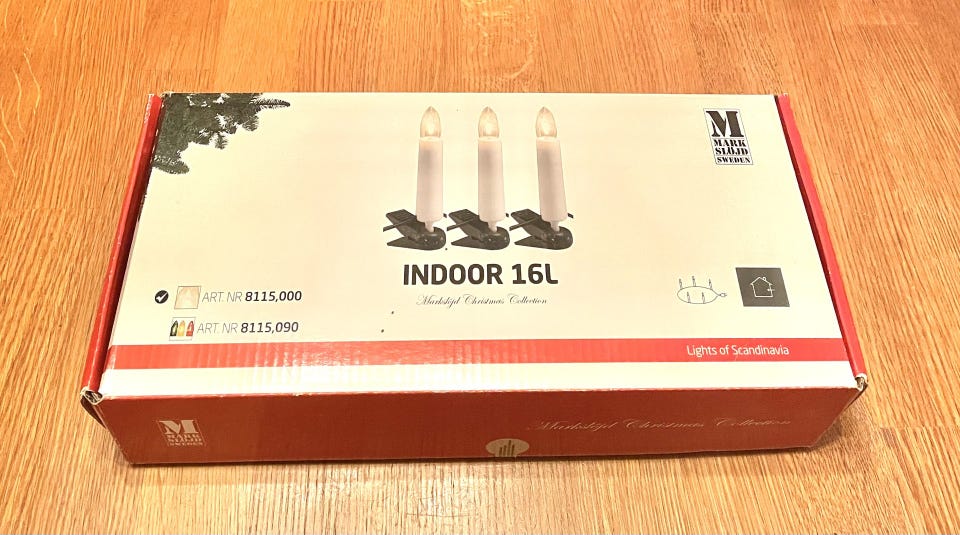 M
MARK
SLÖJD
SWEDEN
INDOOR 16L
Markslöjd Christmas Collection
ART. NR 8115,000
ART. NR 8115,090
Lights of Scandinavia
M
MARK
SLÖJD
SWEDEN
Markslöjd Christmas Collection